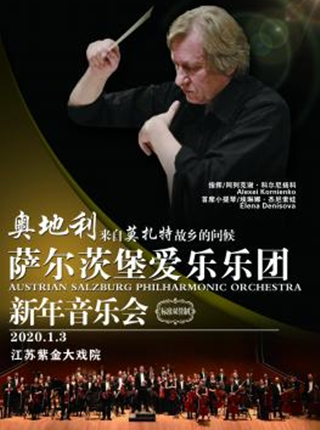 指挥/阿列克谢·科尔尼延科
Alexei Kornienko
首席小提琴/埃琳娜·杰尼索娃
Elena Denisova
奥地利来自莫扎特故乡的问候
萨尔茨堡爱乐乐团
AUSTRIAN SALZBURG PHILHARMONIC ORCHESTRA
新年音乐会
2020.1.3
江苏紫金大戏院